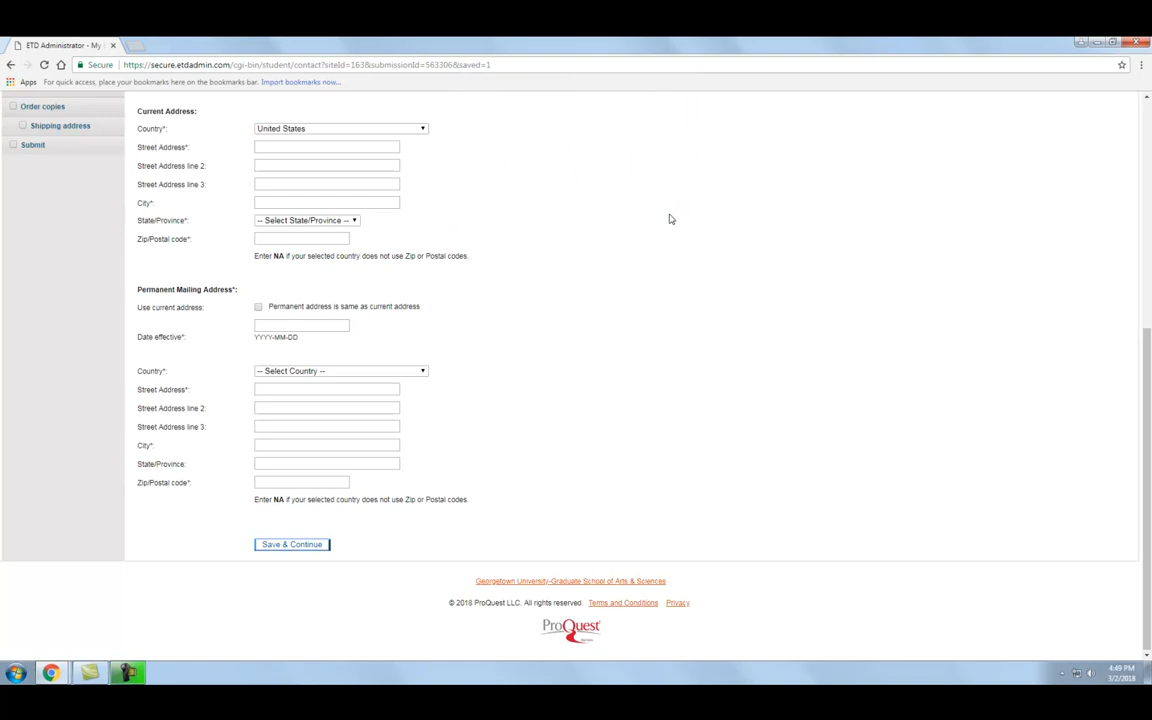 ETD Administrator - My
Secure https://secure.etdadmin.com/cgi-bin/student/contact?siteId=163&submissionId=563306&saved=1
Apps For quick access, place your bookmarks here on the bookmarks bar. Import bookmarks now...
Order copies
Shipping address
Submit
Current Address:
Country*: United States
Street Address*:
Street Address line 2:
Street Address line 3:
City*:
State/Province*: -- Select State/Province --
Zip/Postal code*:
Enter NA if your selected country does not use Zip or Postal codes.
Permanent Mailing Address*:
Use current address: Permanent address is same as current address
Date effective*: YYYY-MM-DD
Country*: -- Select Country --
Street Address*:
Street Address line 2:
Street Address line 3:
City*:
State/Province:
Zip/Postal code*:
Enter NA if your selected country does not use Zip or Postal codes.
Save & Continue
Georgetown University-Graduate School of Arts & Sciences
© 2018 ProQuest LLC. All rights reserved. Terms and Conditions Privacy
ProQuest
4:49 PM
3/2/2018